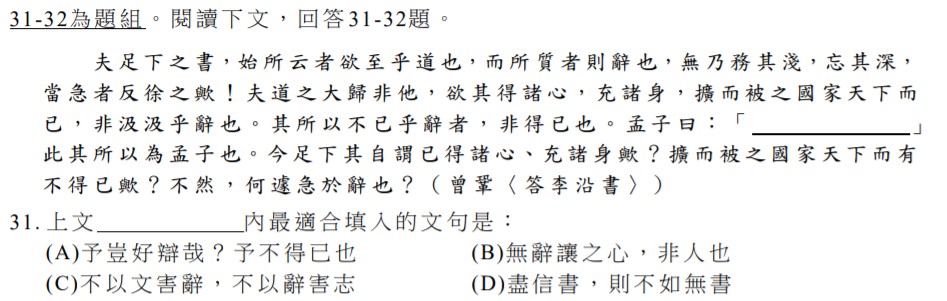 31-32為題組。閱讀下文，回答31-32題。
夫足下之書，始所云者欲至乎道也，而所質者則辭也，無乃務其淺，忘其深，
當急者反徐之歟！夫道之大歸非他，欲其得諸心，充諸身，擴而被之國家天下而
已，非汲汲乎辭也。其所以不已乎辭者，非得已也。孟子曰：「＿＿＿＿＿＿＿＿」
此其所以為孟子也。今足下其自謂已得諸心、充諸身歟？擴而被之國家天下而有
不得已歟？不然，何遽急於辭也？（曾鞏〈答李沿書〉）
31.上文＿＿＿＿＿＿＿＿內最適合填入的文句是：
(A)予豈好辯哉？予不得已也 (B)無辭讓之心，非人也
(C)不以文害辭，不以辭害志 (D)盡信書，則不如無書